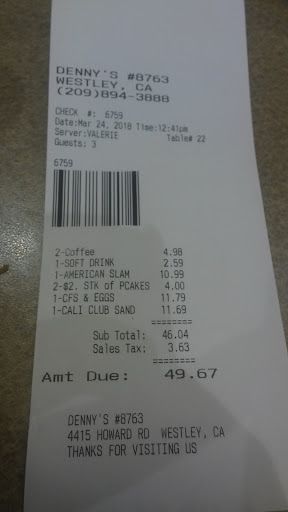 DENNY'S #8763
WESTLEY, CA
(209)894-3888
CHECK #: 6759
Date:Mar 24, 2018 Time:12:41pm
Server:VALERIE Table# 22
Guests: 3
6759
2-Coffee 4.98
1-SOFT DRINK 2.59
1-AMERICAN SLAM 10.99
2-$2. STK of PCAKES 4.00
1-CFS & EGGS 11.79
1-CALI CLUB SAND 11.69
========
Sub Total: 46.04
Sales Tax: 3.63
========
Amt Due: 49.67
DENNY'S #8763
4415 HOWARD RD WESTLEY, CA
THANKS FOR VISITING US